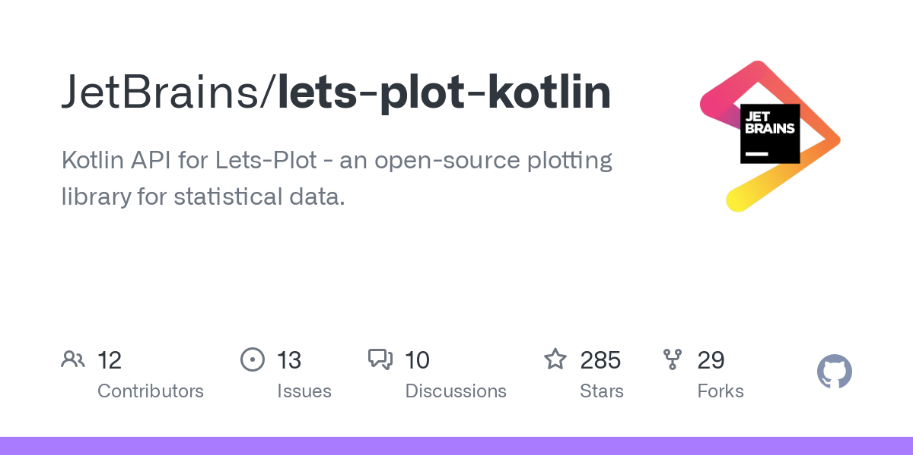 JetBrains/lets-plot-kotlin
Kotlin API for Lets-Plot - an open-source plotting
library for statistical data.
JET
BRAINS
12
Contributors
13
Issues
10
Discussions
285
Stars
29
Forks